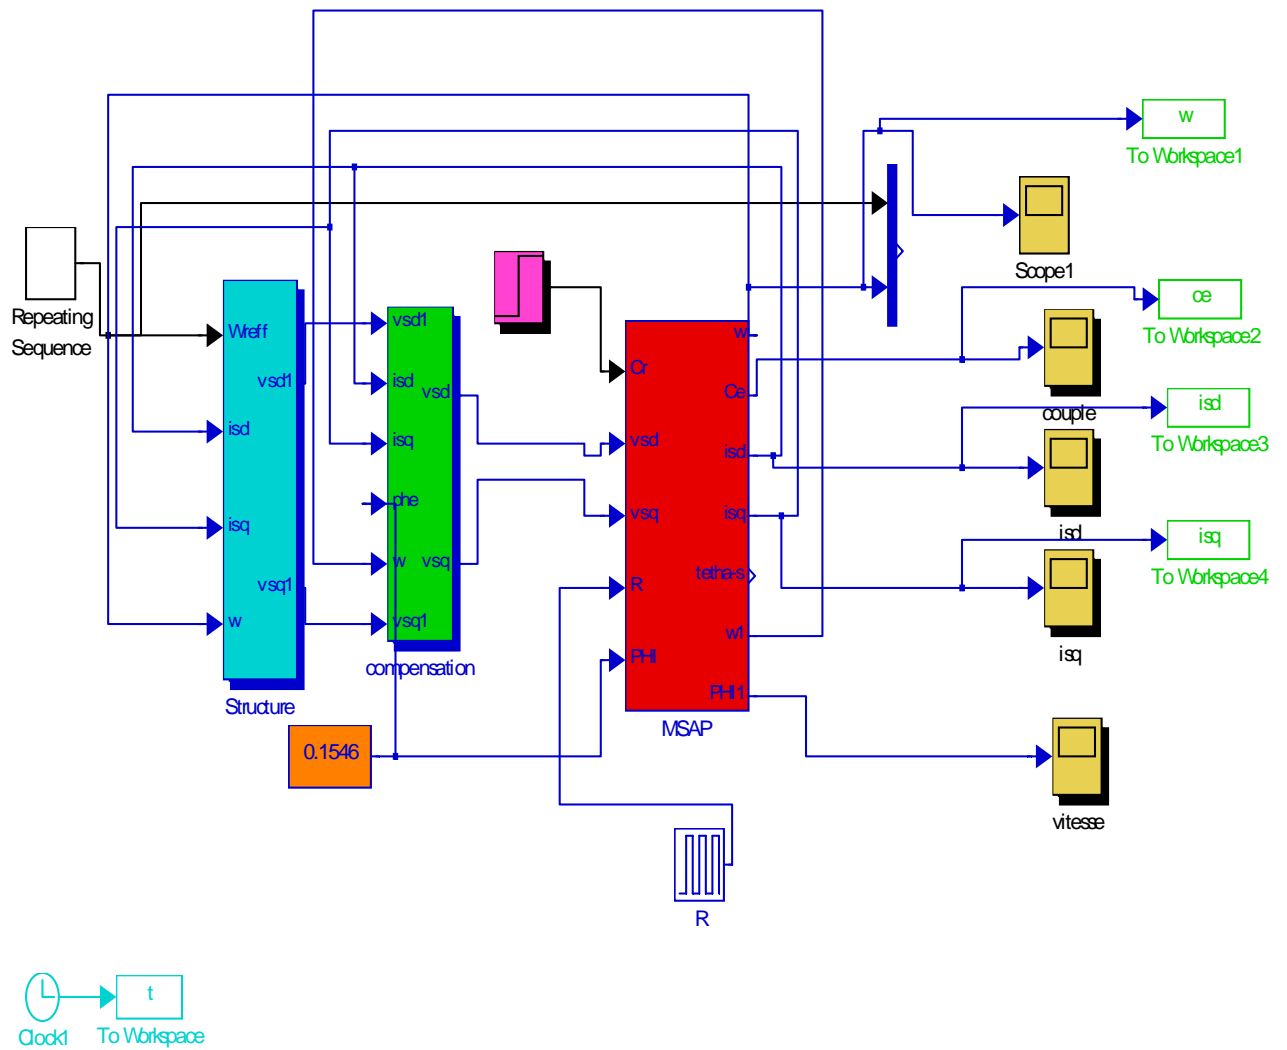 w
To Workspace1
Scope1
Repeating
Sequence
Wreff
vsd1
isd
isq
vsq1
w
Structure
vsd1
isd
vsd
isq
phe
w
vsq
vsq1
compensation
Cr
vsd
vsq
R
PHI
w
Ce
isd
isq
tetha-s
w1
PHI1
MSAP
ce
To Workspace2
couple
isd
To Workspace3
isd
isq
To Workspace4
isq
0.1546
vitesse
R
t
Clock1
To Workspace